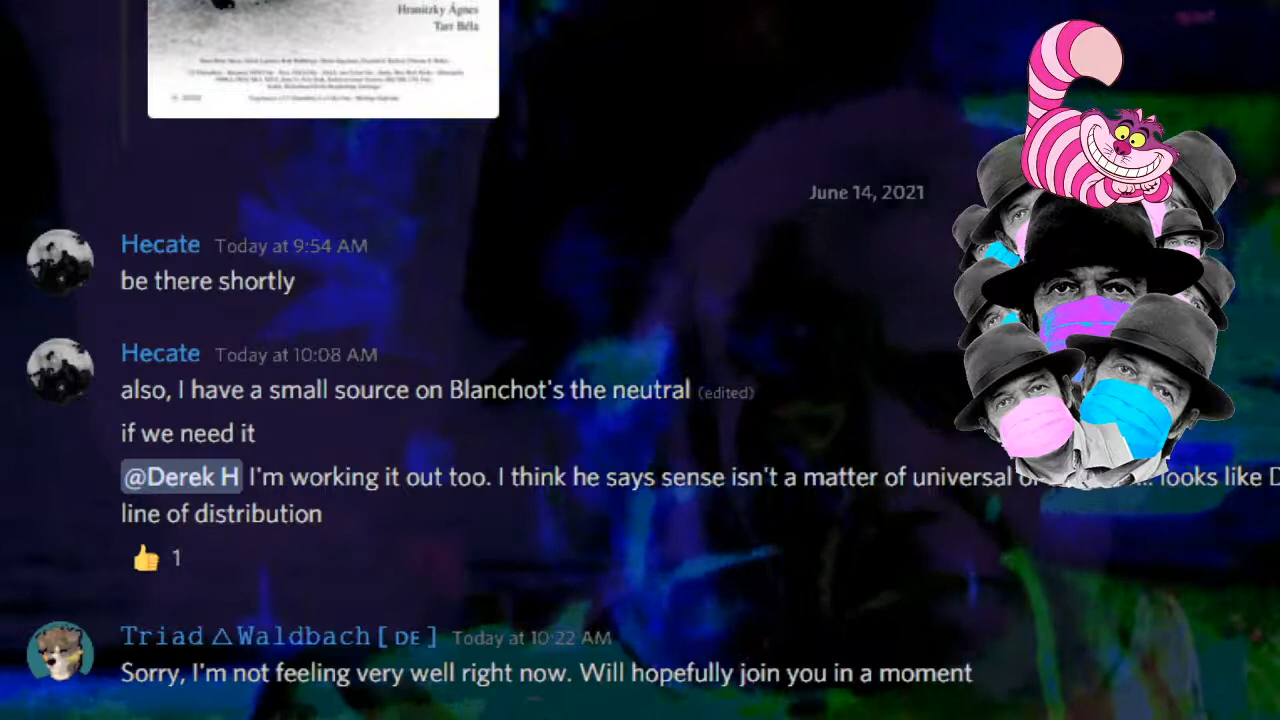 Hranitzky Ágnes
Tarr Béla
June 14, 2021
Hecate Today at 9:54 AM
be there shortly
Hecate Today at 10:08 AM
also, I have a small source on Blanchot's the neutral (edited)
if we need it
@Derek H I'm working it out too. I think he says sense isn't a matter of universal looks like D
line of distribution
👍 1
Triad△Waldbach[DE] Today at 10:22 AM
Sorry, I'm not feeling very well right now. Will hopefully join you in a moment